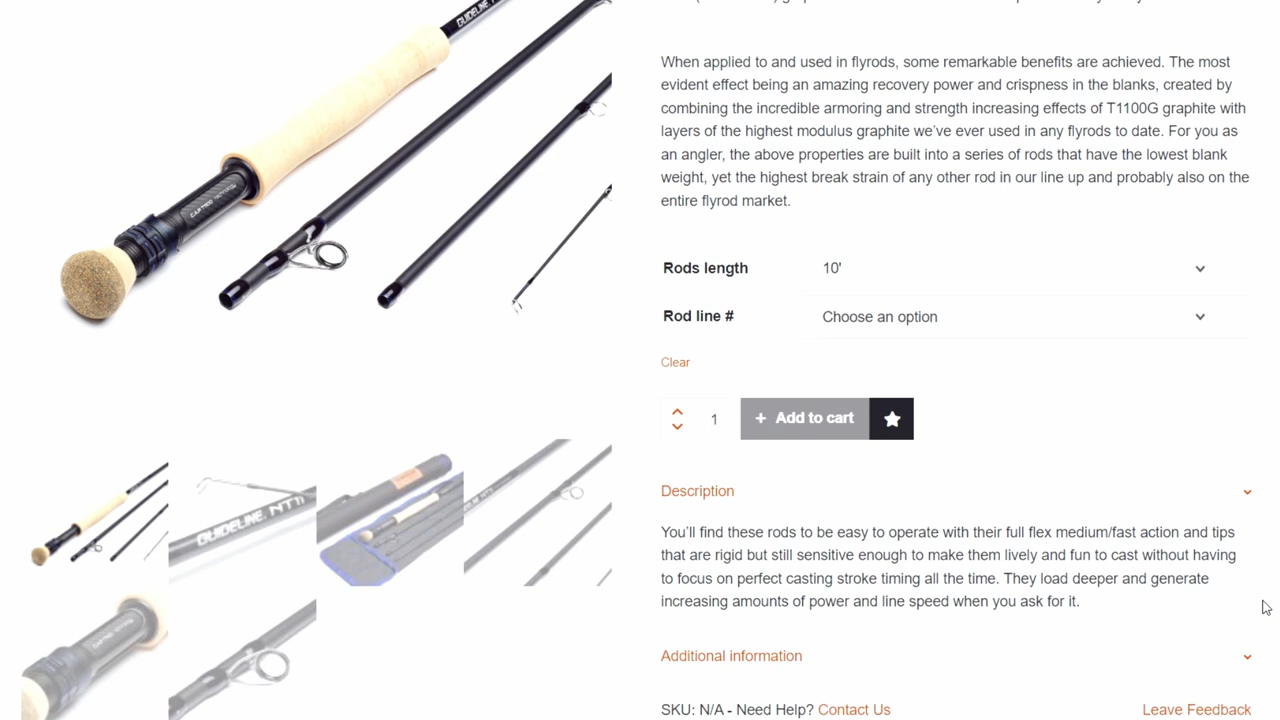 When applied to and used in flyrods, some remarkable benefits are achieved. The most
evident effect being an amazing recovery power and crispness in the blanks, created by
combining the incredible armoring and strength increasing effects of T1100G graphite with
layers of the highest modulus graphite we've ever used in any flyrods to date. For you as
an angler, the above properties are built into a series of rods that have the lowest blank
weight, yet the highest break strain of any other rod in our line up and probably also on the
entire flyrod market.
Rods length
10'
Rod line #
Choose an option
Clear
1
+ Add to cart
Description
You'll find these rods to be easy to operate with their full flex medium/fast action and tips
that are rigid but still sensitive enough to make them lively and fun to cast without having
to focus on perfect casting stroke timing all the time. They load deeper and generate
increasing amounts of power and line speed when you ask for it.
Additional information
SKU: N/A - Need Help? Contact Us
Leave Feedback
GUIDELINE
GUIDELINE NT11